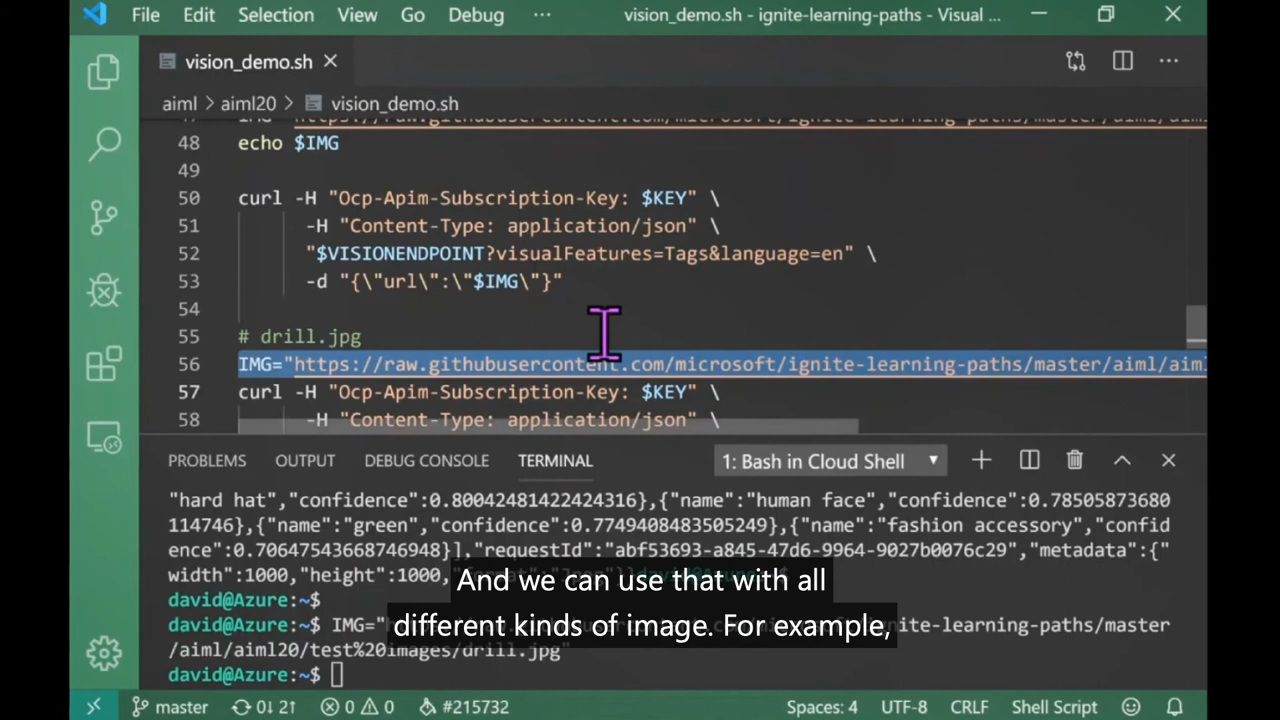 File Edit Selection View Go Debug ··· vision_demo.sh - ignite-learning-paths - Visual ...
vision_demo.sh
aiml > aiml20 > vision_demo.sh
48 echo $IMG
49
50 curl -H "Ocp-Apim-Subscription-Key: $KEY" \
51 -H "Content-Type: application/json" \
52 "$VISIONENDPOINT?visualFeatures=Tags&language=en" \
53 -d "{\"url\":\"$IMG\"}"
54
55 # drill.jpg
56 IMG="https://raw.githubusercontent.com/microsoft/ignite-learning-paths/master/aiml/aiml
57 curl -H "Ocp-Apim-Subscription-Key: $KEY" \
58 -H "Content-Type: application/json" \
PROBLEMS OUTPUT DEBUG CONSOLE TERMINAL 1: Bash in Cloud Shell
"hard hat","confidence":0.80042481422424316},{"name":"human face","confidence":0.78505873680
114746},{"name":"green","confidence":0.7749408483505249},{"name":"fashion accessory","confid
ence":0.70647543668746948}],"requestId":"abf53693-a845-47d6-9964-9027b0076c29","metadata":{"
width":1000,"height":1000,
And we can use that with all
david@Azure:~$
different kinds of image. For example,
david@Azure:~$ IMG=" ignite-learning-paths/master
/aiml/aiml20/test%20images/drill.jpg"
david@Azure:~$
master 0↓ 2↑ 0 0 #215732 Spaces: 4 UTF-8 CRLF Shell Script